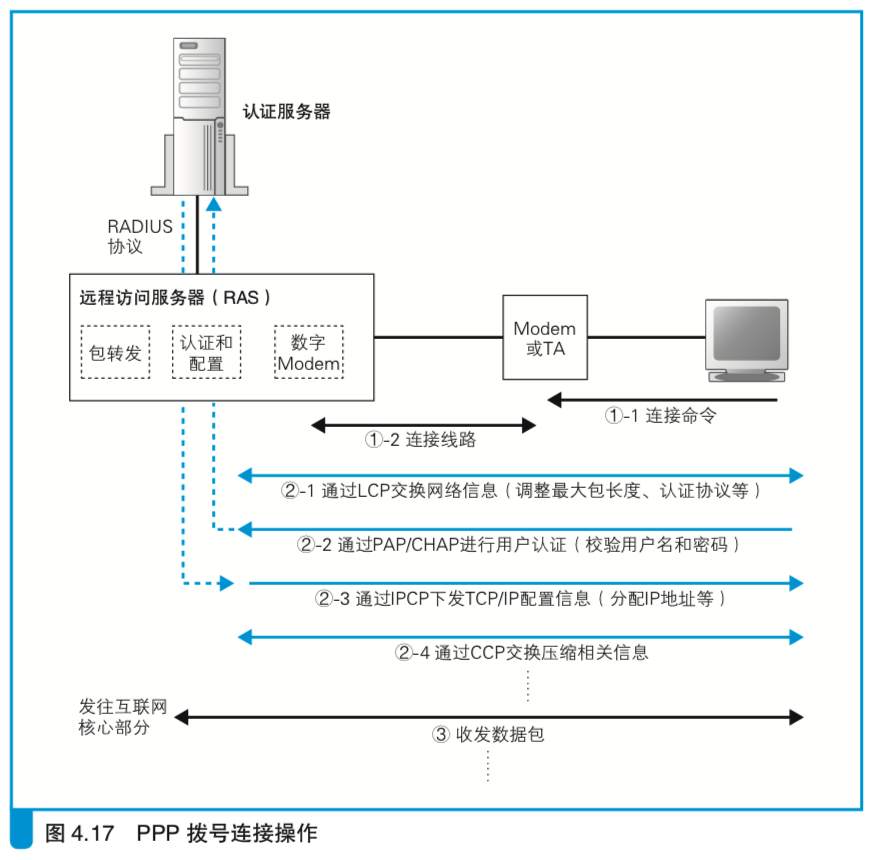 认证服务器
RADIUS
协议
远程访问服务器（RAS）
包转发
认证和
配置
数字
Modem
Modem
或TA
①-1 连接命令
①-2 连接线路
②-1 通过LCP交换网络信息（调整最大包长度、认证协议等）
②-2 通过PAP/CHAP进行用户认证（校验用户名和密码）
②-3 通过IPCP下发TCP/IP配置信息（分配IP地址等）
②-4 通过CCP交换压缩相关信息
发往互联网
核心部分
③ 收发数据包
图 4.17 PPP 拨号连接操作